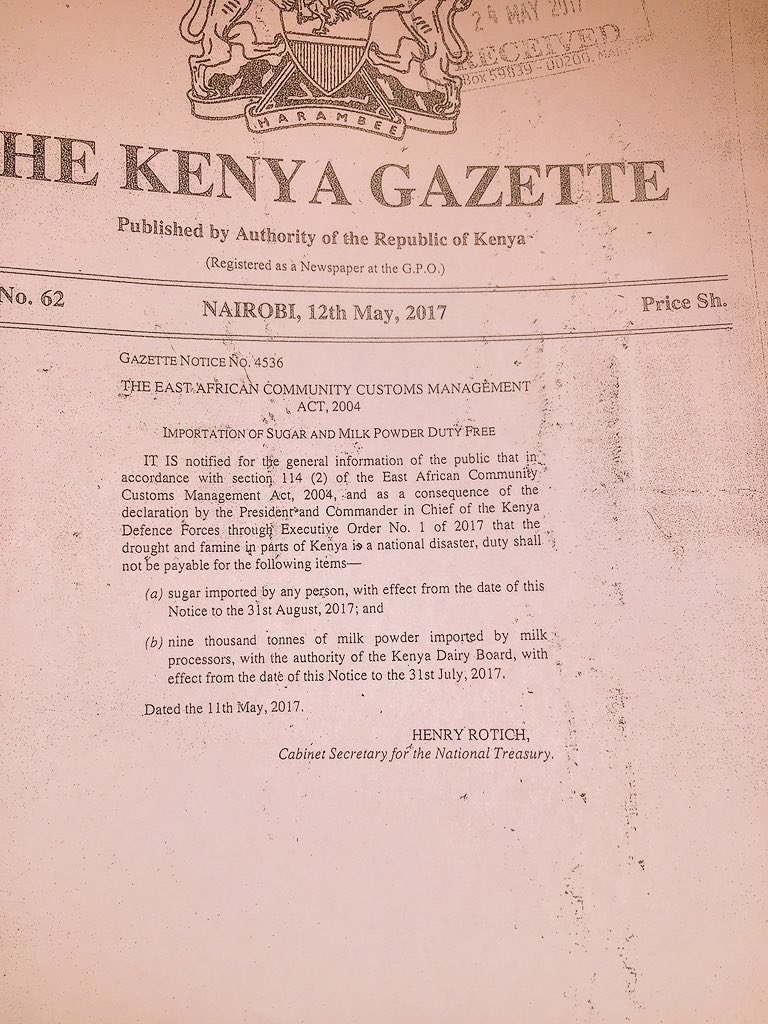 24 MAY 2017
RECEIVED
Box 59839 - 00200, NAI
HARAMBEE
HE KENYA GAZETTE
Published by Authority of the Republic of Kenya
(Registered as a Newspaper at the G.P.O.)
No. 62
NAIROBI, 12th May, 2017
Price Sh.
GAZETTE NOTICE NO. 4536
THE EAST AFRICAN COMMUNITY CUSTOMS MANAGEMENT
ACT, 2004
IMPORTATION OF SUGAR AND MILK POWDER DUTY FREE
IT IS notified for the general information of the public that in
accordance with section 114 (2) of the East African Community
Customs Management Act, 2004, and as a consequence of the
declaration by the President and Commander in Chief of the Kenya
Defence Forces through Executive Order No. 1 of 2017 that the
drought and famine in parts of Kenya is a national disaster, duty shall
not be payable for the following items—
(a) sugar imported by any person, with effect from the date of this
Notice to the 31st August, 2017; and
(b) nine thousand tonnes of milk powder imported by milk
processors, with the authority of the Kenya Dairy Board, with
effect from the date of this Notice to the 31st July, 2017.
Dated the 11th May, 2017.
HENRY ROTICH,
Cabinet Secretary for the National Treasury.